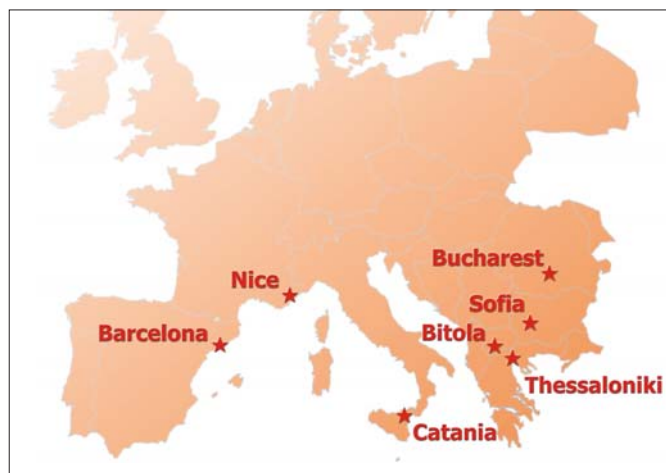 Bucharest
Nice
Sofia
Barcelona
Bitola
Thessaloniki
Catania